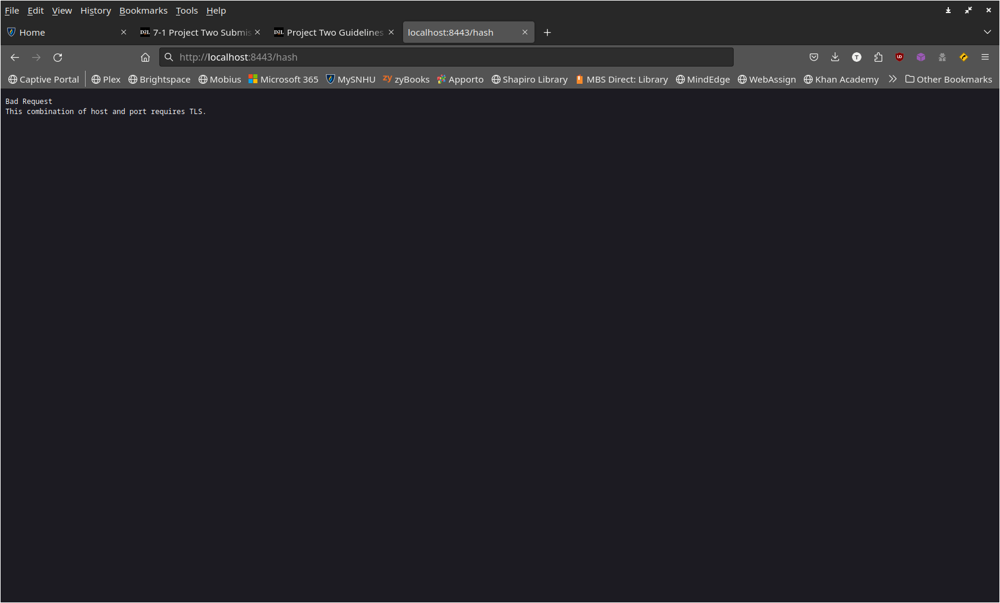 File Edit View History Bookmarks Tools Help
Home 7-1 Project Two Submis Project Two Guidelines localhost:8443/hash
http://localhost:8443/hash
Captive Portal Plex Brightspace Mobius Microsoft 365 MySNHU zyBooks Apporto Shapiro Library MBS Direct: Library MindEdge WebAssign Khan Academy Other Bookmarks
Bad Request
This combination of host and port requires TLS.